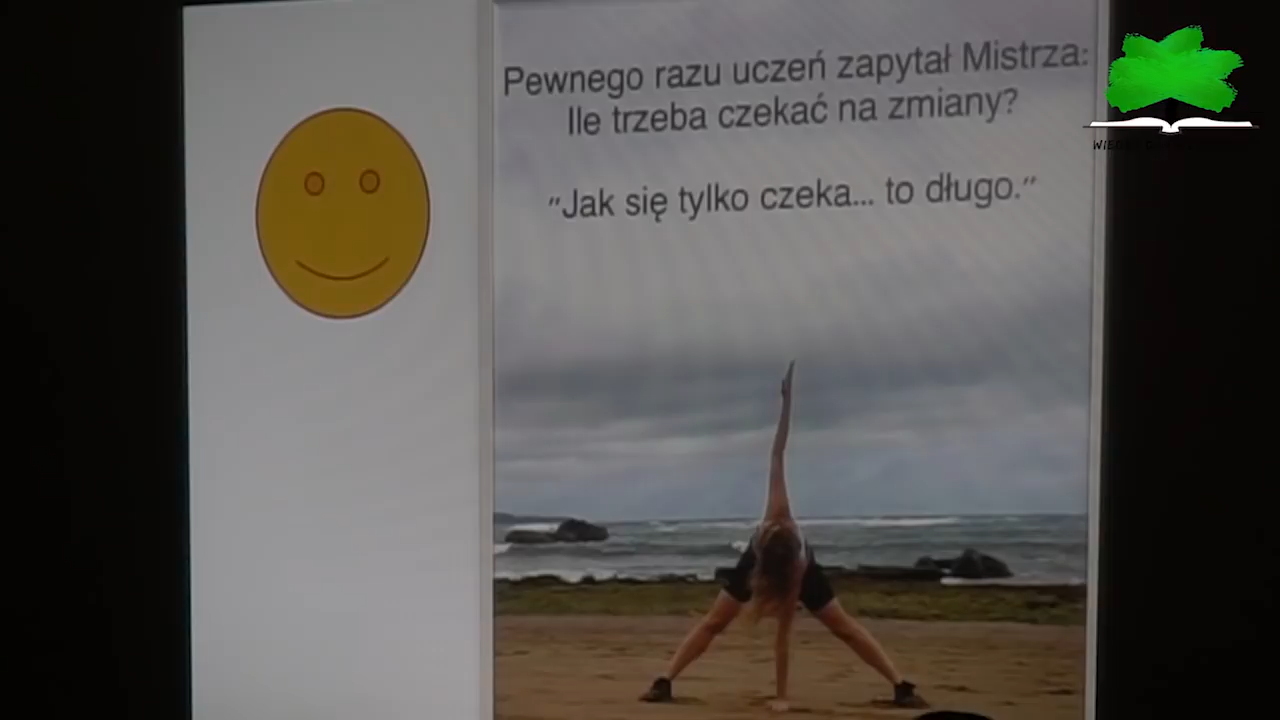 Pewnego razu uczeń zapytał Mistrza:
Ile trzeba czekać na zmiany?
"Jak się tylko czeka... to długo."